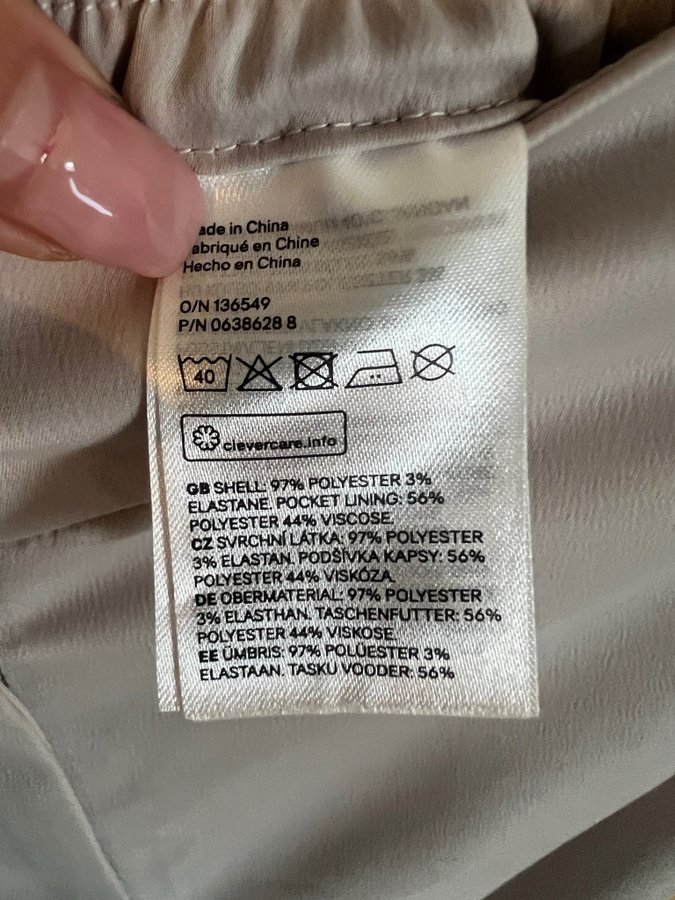 ade in China
abriqué en Chine
Hecho en China
O/N 136549
P/N 0638628 8
40
clevercare.info
GB SHELL: 97% POLYESTER 3%
ELASTANE. POCKET LINING: 56%
POLYESTER 44% VISCOSE.
CZ SVRCHNÍ LÁTKA: 97% POLYESTER
3% ELASTAN. PODŠÍVKA KAPSY: 56%
POLYESTER 44% VISKÓZA.
DE OBERMATERIAL: 97% POLYESTER
3% ELASTHAN. TASCHENFUTTER: 56%
POLYESTER 44% VISKOSE.
EE ÜMBRIS: 97% POLÜESTER 3%
ELASTAAN. TASKU VOODER: 56%